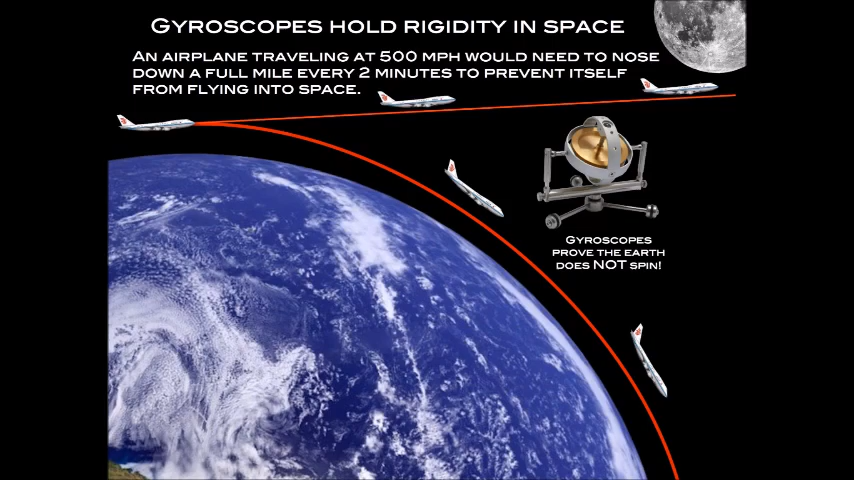 Gyroscopes hold rigidity in space
An airplane traveling at 500 mph would need to nose
down a full mile every 2 minutes to prevent itself
from flying into space.
Gyroscopes
prove the earth
does NOT spin!